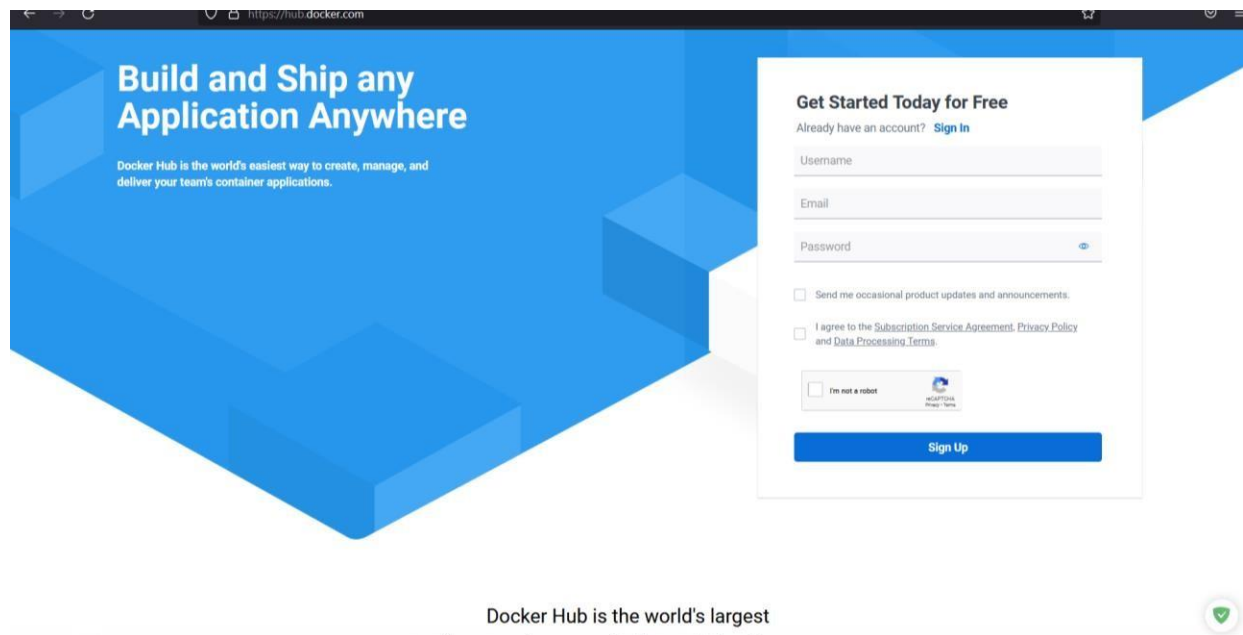 https://hub.docker.com
Build and Ship any
Application Anywhere
Docker Hub is the world's easiest way to create, manage, and
deliver your team's container applications.
Get Started Today for Free
Already have an account? Sign In
Username
Email
Password
Send me occasional product updates and announcements.
I agree to the Subscription Service Agreement, Privacy Policy
and Data Processing Terms.
I'm not a robot
reCAPTCHA
Privacy - Terms
Sign Up
Docker Hub is the world's largest